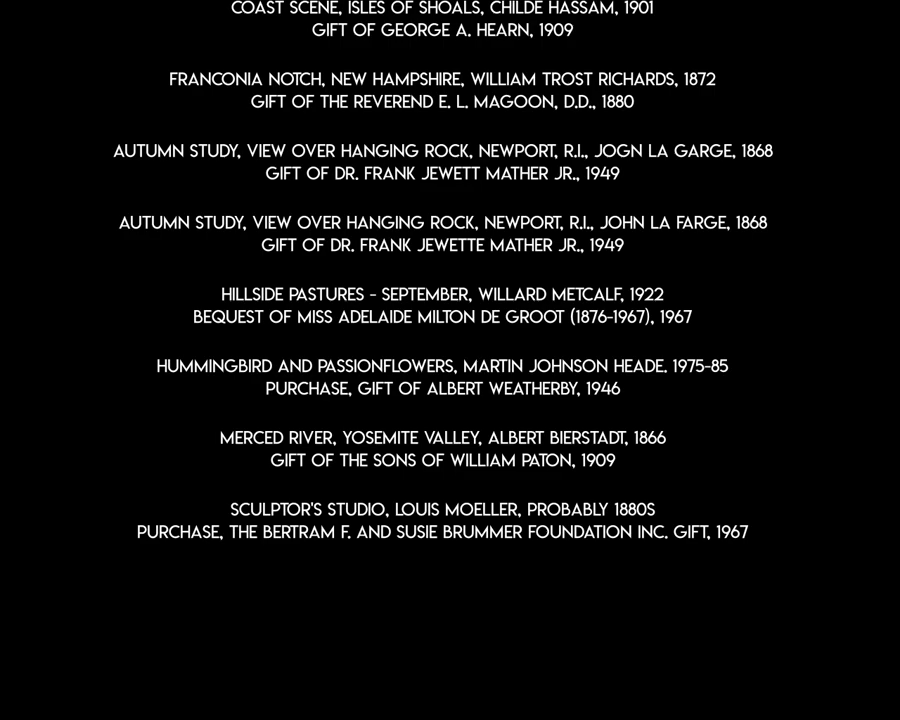 COAST SCENE, ISLES OF SHOALS, CHILDE HASSAM, 1901
GIFT OF GEORGE A. HEARN, 1909
FRANCONIA NOTCH, NEW HAMPSHIRE, WILLIAM TROST RICHARDS, 1872
GIFT OF THE REVEREND E. L. MAGOON, D.D., 1880
AUTUMN STUDY, VIEW OVER HANGING ROCK, NEWPORT, R.I., JOGN LA GARGE, 1868
GIFT OF DR. FRANK JEWETT MATHER JR., 1949
AUTUMN STUDY, VIEW OVER HANGING ROCK, NEWPORT, R.I., JOHN LA FARGE, 1868
GIFT OF DR. FRANK JEWETTE MATHER JR., 1949
HILLSIDE PASTURES - SEPTEMBER, WILLARD METCALF, 1922
BEQUEST OF MISS ADELAIDE MILTON DE GROOT (1876-1967), 1967
HUMMINGBIRD AND PASSIONFLOWERS, MARTIN JOHNSON HEADE. 1975-85
PURCHASE, GIFT OF ALBERT WEATHERBY, 1946
MERCED RIVER, YOSEMITE VALLEY, ALBERT BIERSTADT, 1866
GIFT OF THE SONS OF WILLIAM PATON, 1909
SCULPTOR'S STUDIO, LOUIS MOELLER, PROBABLY 1880S
PURCHASE, THE BERTRAM F. AND SUSIE BRUMMER FOUNDATION INC. GIFT, 1967